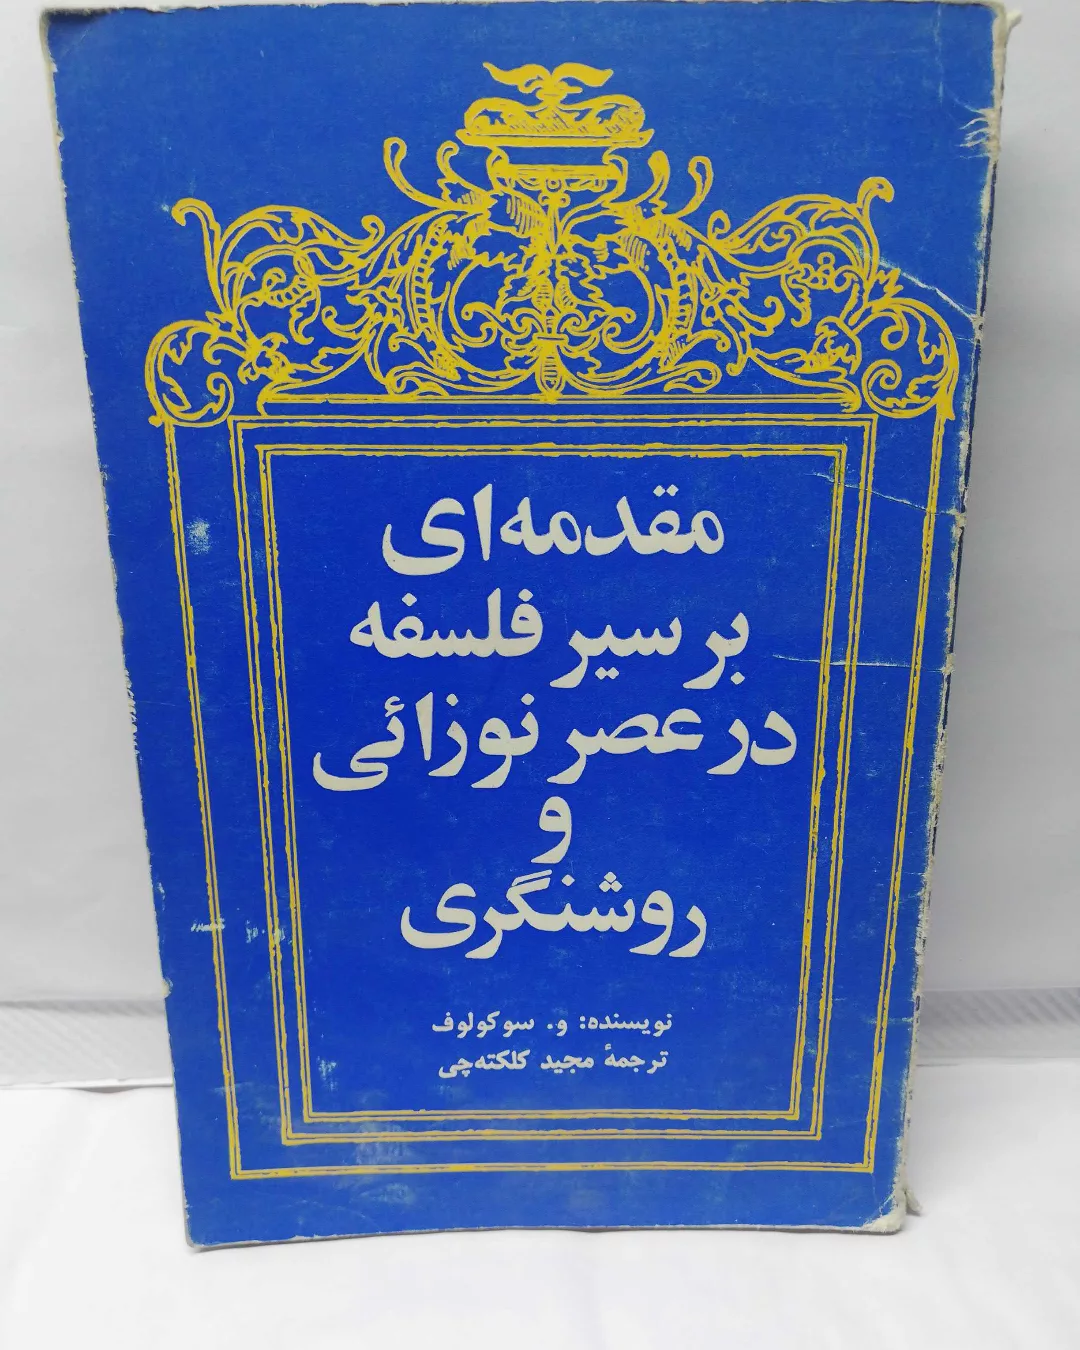 مقدمه‌ای
بر سیر فلسفه
در عصر نوزائی
و
روشنگری
نویسنده: و. سوکولوف
ترجمهٔ مجید کلکته‌چی